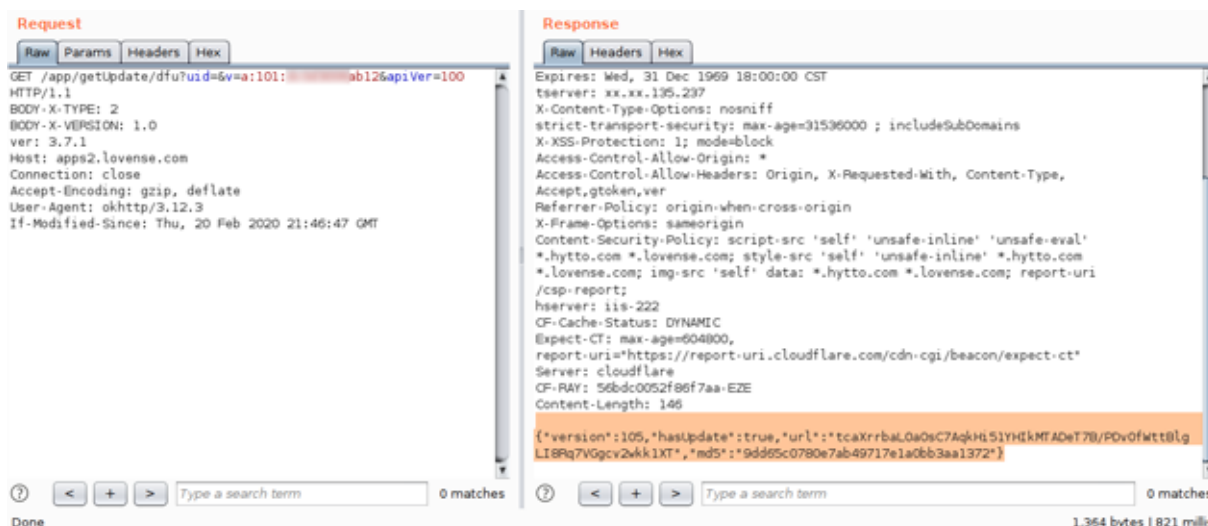 Request
Raw Params Headers Hex
GET /app/getUpdate/dfu?uid=&v=a:101: ab12&apiVer=100
HTTP/1.1
BODY-X-TYPE: 2
BODY-X-VERSION: 1.0
ver: 3.7.1
Host: apps2.lovense.com
Connection: close
Accept-Encoding: gzip, deflate
User-Agent: okhttp/3.12.3
If-Modified-Since: Thu, 20 Feb 2020 21:46:47 GMT
? < + > Type a search term 0 matches
Done
Response
Raw Headers Hex
Expires: Wed, 31 Dec 1969 18:00:00 CST
tserver: xx.xx.135.237
X-Content-Type-Options: nosniff
strict-transport-security: max-age=31536000 ; includeSubDomains
X-XSS-Protection: 1; mode=block
Access-Control-Allow-Origin: *
Access-Control-Allow-Headers: Origin, X-Requested-With, Content-Type,
Accept,gtoken,ver
Referrer-Policy: origin-when-cross-origin
X-Frame-Options: sameorigin
Content-Security-Policy: script-src 'self' 'unsafe-inline' 'unsafe-eval'
*.hytto.com *.lovense.com; style-src 'self' 'unsafe-inline' *.hytto.com
*.lovense.com; img-src 'self' data: *.hytto.com *.lovense.com; report-uri
/csp-report;
hserver: iis-222
CF-Cache-Status: DYNAMIC
Expect-CT: max-age=604800,
report-uri="https://report-uri.cloudflare.com/cdn-cgi/beacon/expect-ct"
Server: cloudflare
CF-RAY: 56bdc0052f86f7aa-EZE
Content-Length: 146
{"version":105,"hasUpdate":true,"url":"tcaXrrbaL0aOsC7AqkHi51YHIkMTADeT7B/PDvOfWttBlg
LI8Rq7VGgcv2wkk1XT","md5":"9dd65c0780e7ab49717e1a0bb3aa1372"}
? < + > Type a search term 0 matches
1,364 bytes | 821 milli